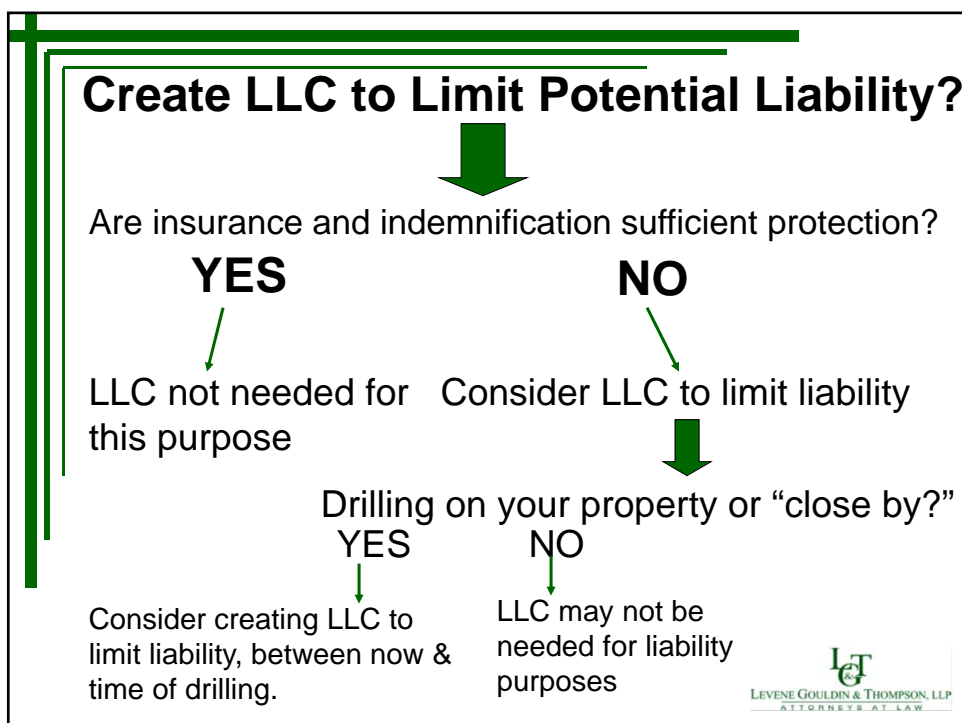 Create LLC to Limit Potential Liability?
Are insurance and indemnification sufficient protection?
YES
NO
LLC not needed for
this purpose
Consider LLC to limit liability
Drilling on your property or “close by?”
YES
NO
Consider creating LLC to
limit liability, between now &
time of drilling.
LLC may not be
needed for liability
purposes
LG&T
LEVENE GOULDIN & THOMPSON, LLP
ATTORNEYS AT LAW